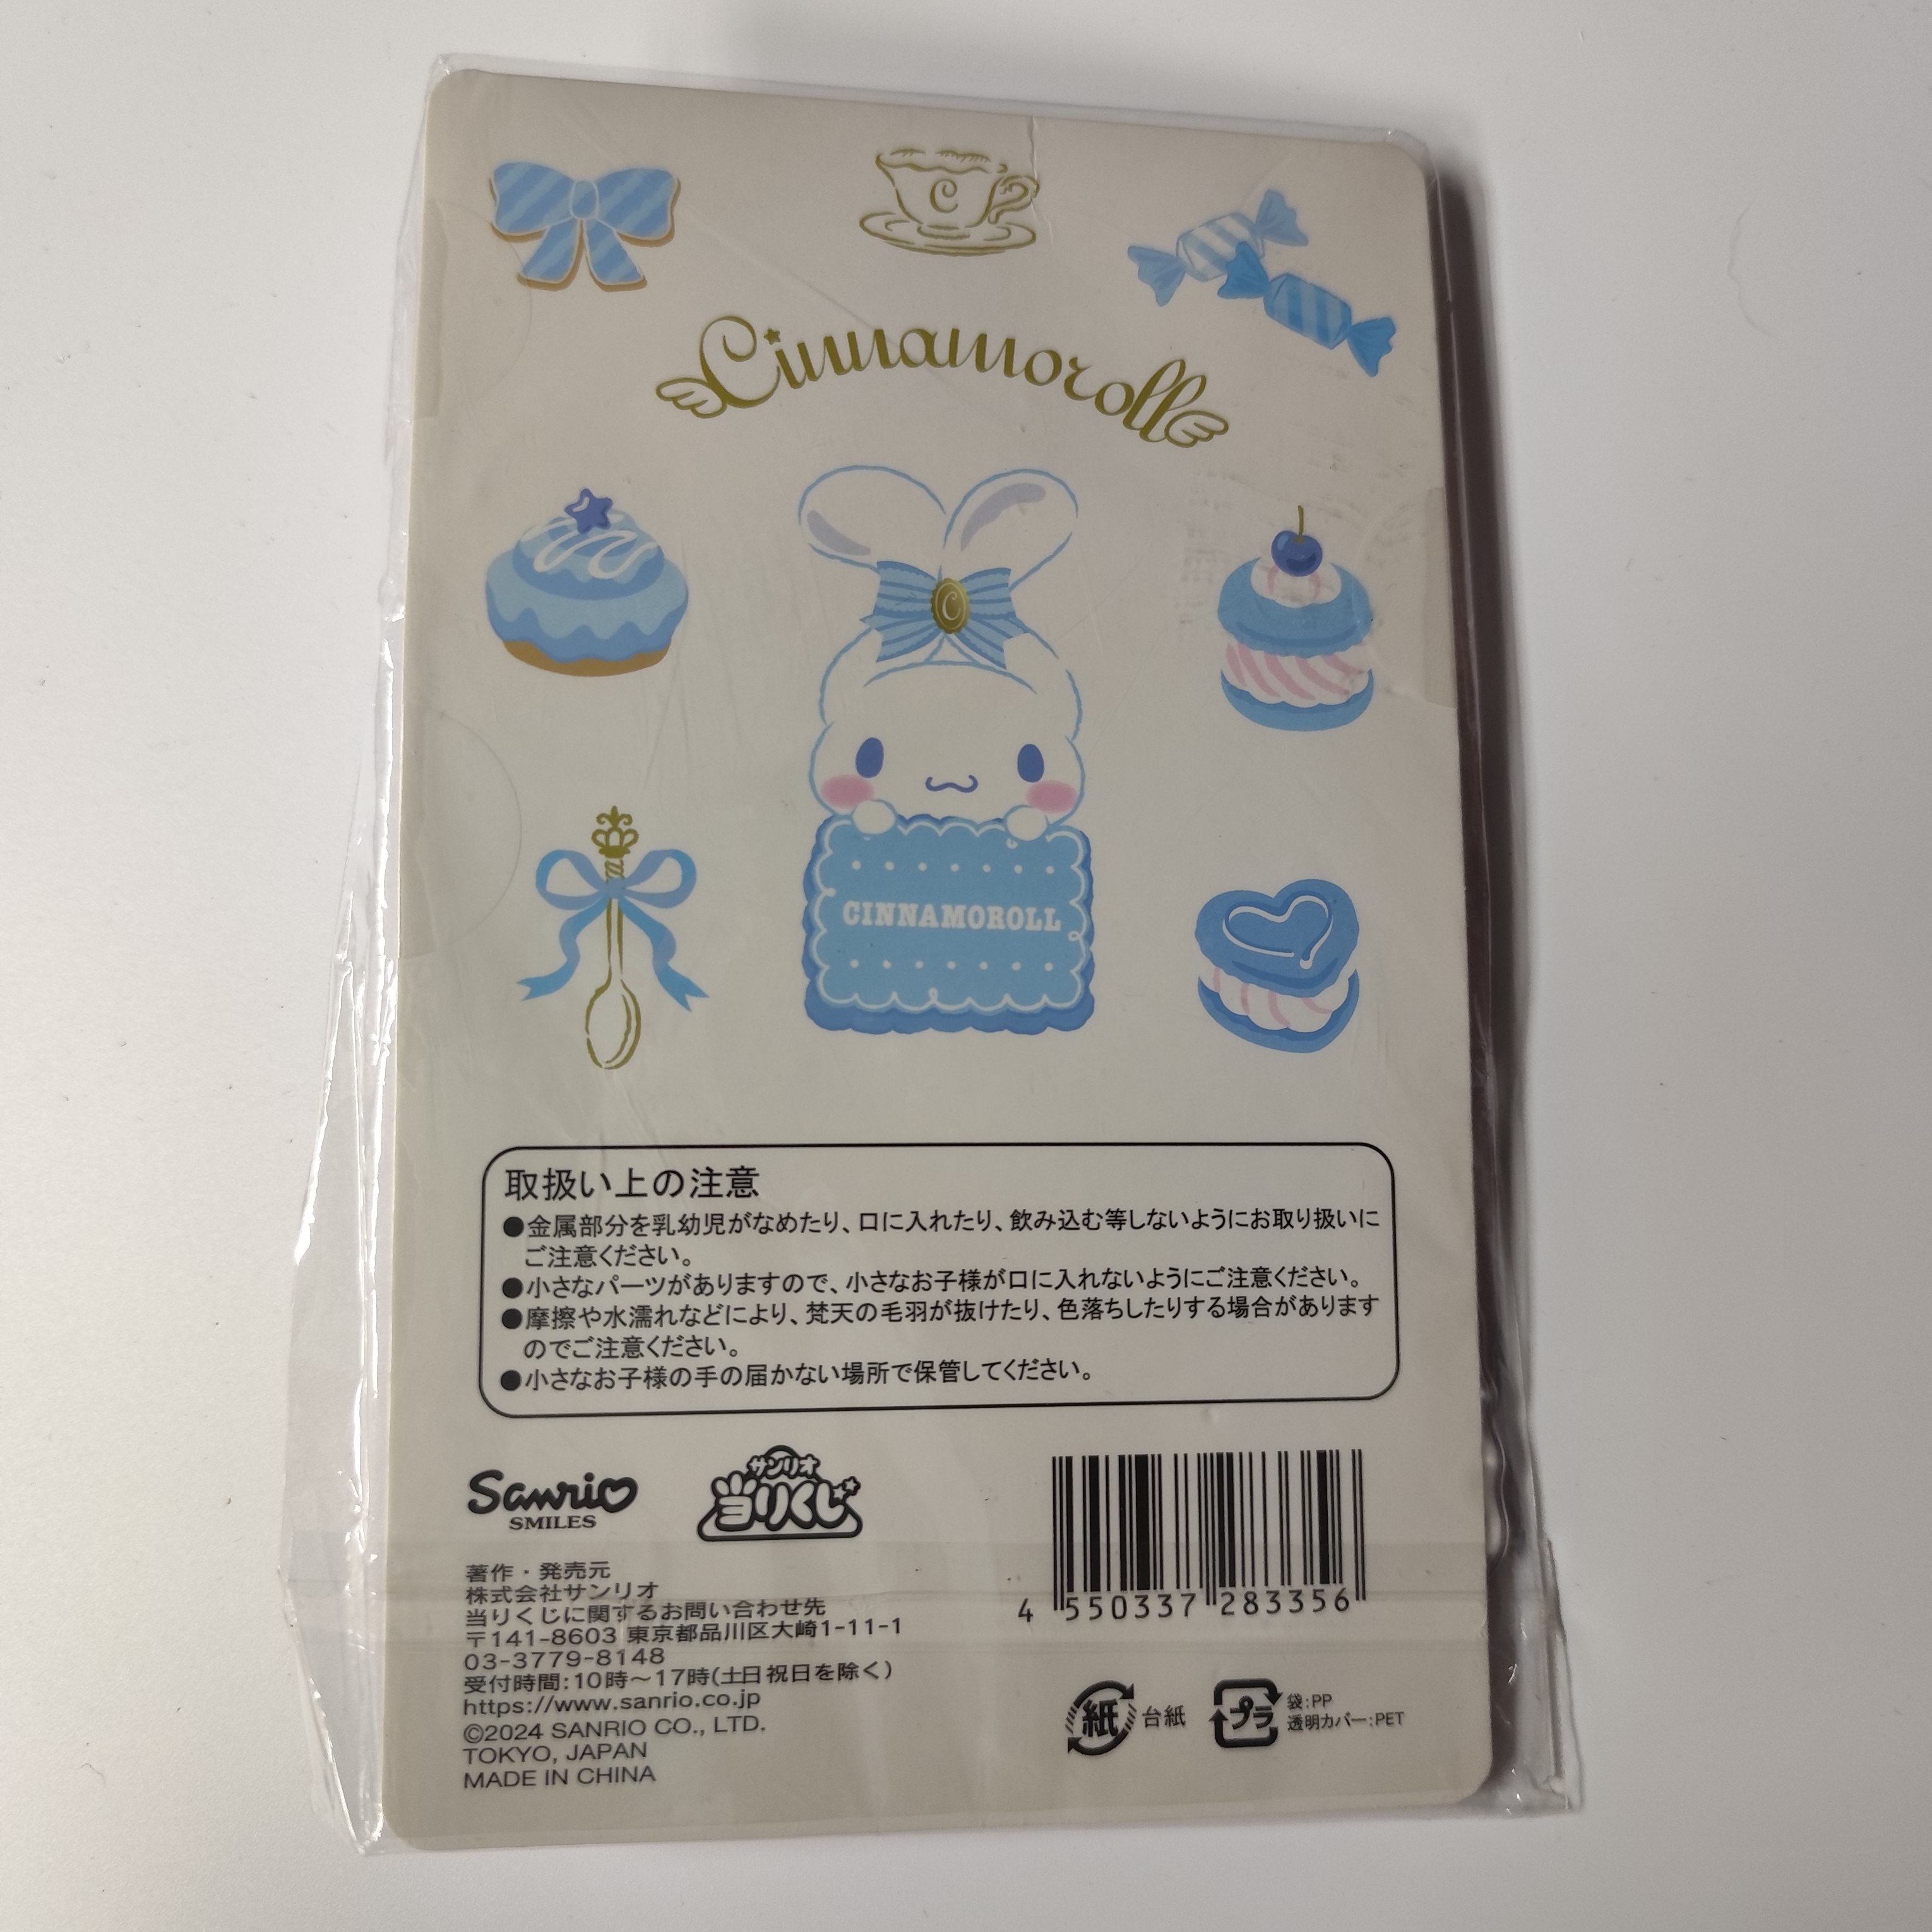 C
Cinnamoroll
C
CINNAMOROLL
取扱い上の注意
●金属部分を乳幼児がなめたり、口に入れたり、飲み込む等しないようにお取り扱いに
ご注意ください。
●小さなパーツがありますので、小さなお子様が口に入れないようにご注意ください。
●摩擦や水濡れなどにより、梵天の毛羽が抜けたり、色落ちしたりする場合があります
のでご注意ください。
●小さなお子様の手の届かない場所で保管してください。
Sanrio
SMILES
サンリオ
当りくじ
著作・発売元
株式会社サンリオ
当りくじに関するお問い合わせ先
〒141-8603 東京都品川区大崎1-11-1
03-3779-8148
受付時間:10時～17時(土日祝日を除く)
https://www.sanrio.co.jp
©2024 SANRIO CO., LTD.
TOKYO, JAPAN
MADE IN CHINA
4 550337 283356
紙 台紙
プラ 袋:PP
透明カバー:PET